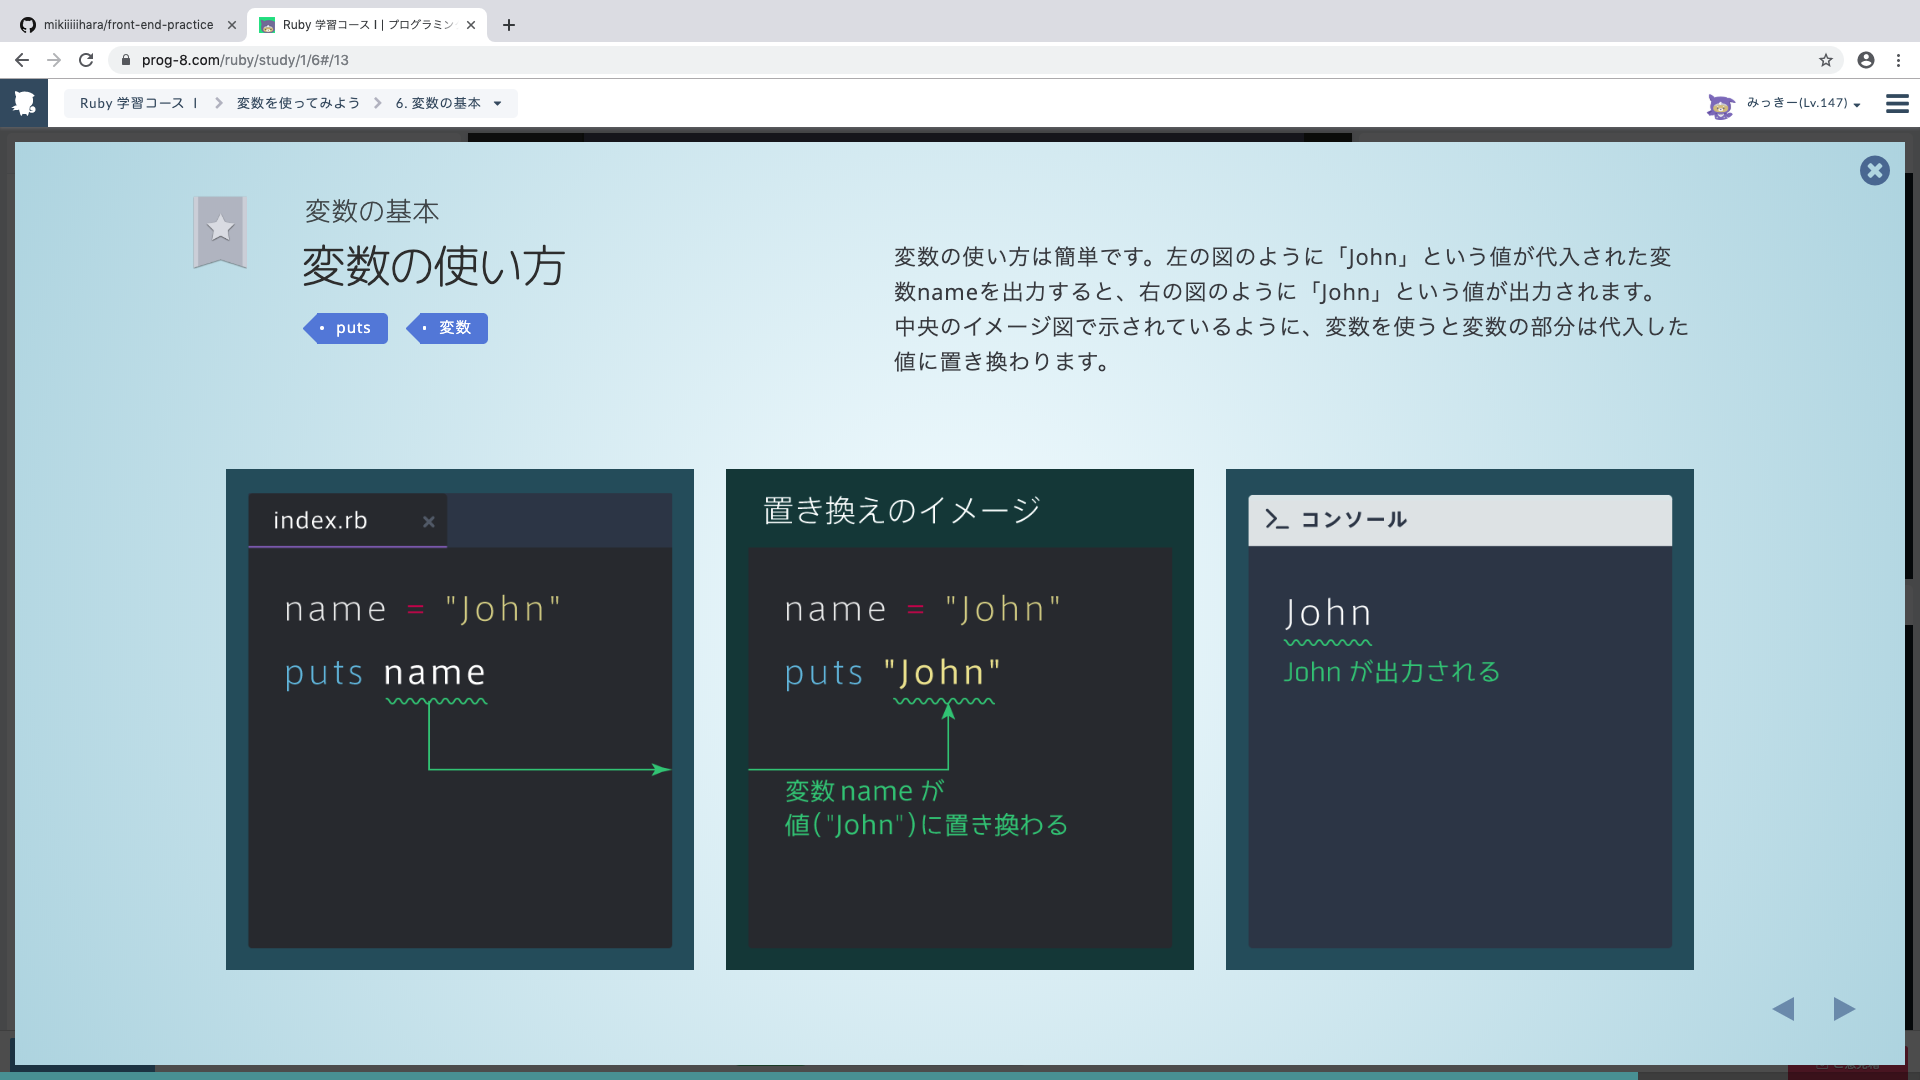 mikiiiiihara/front-end-practice
Ruby 学習コース I | プログラミン
prog-8.com/ruby/study/1/6#/13
Ruby 学習コース I
変数を使ってみよう
6. 変数の基本
みっきー(Lv.147)
変数の基本
変数の使い方
puts
変数
変数の使い方は簡単です。左の図のように「John」という値が代入された変
数nameを出力すると、右の図のように「John」という値が出力されます。
中央のイメージ図で示されているように、変数を使うと変数の部分は代入した
値に置き換わります。
index.rb
name = "John"
puts name
置き換えのイメージ
name = "John"
puts "John"
変数 name が
値("John")に置き換わる
コンソール
John
John が出力される